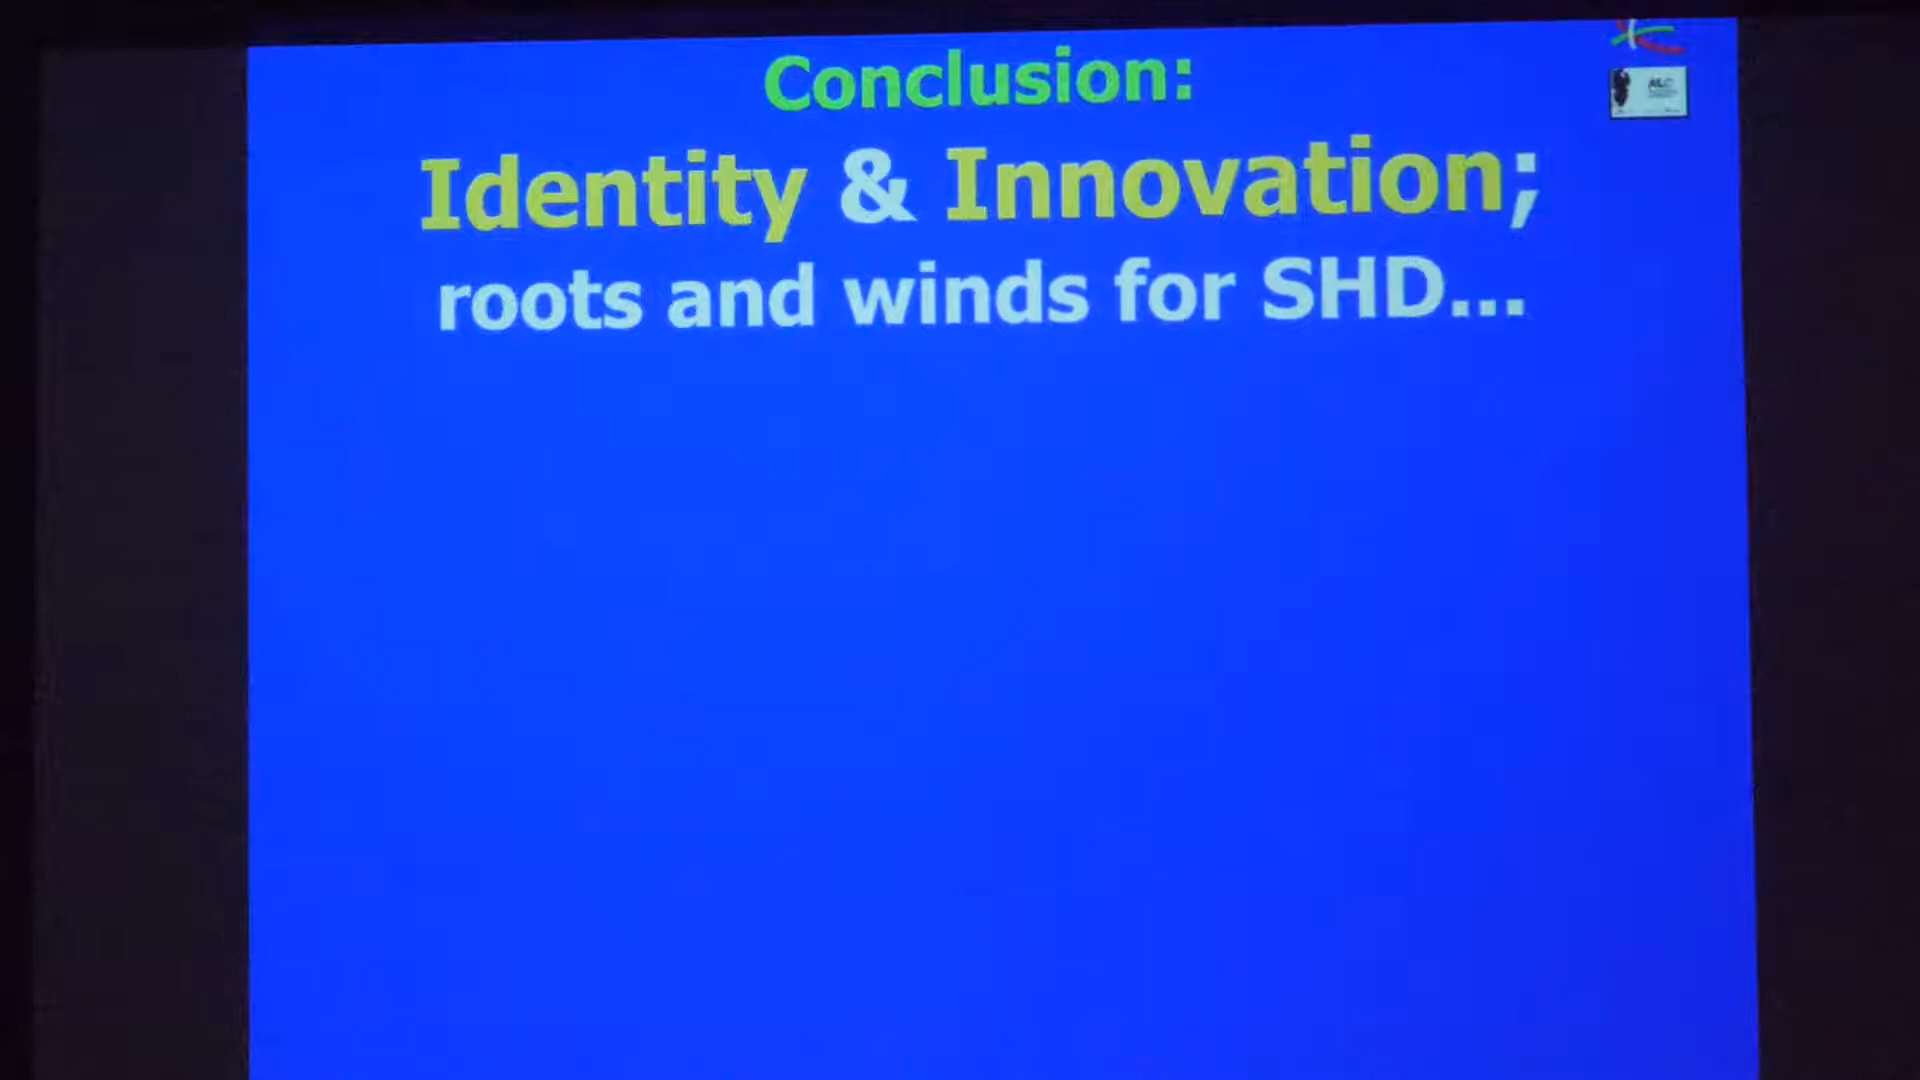 Conclusion:
Identity & Innovation;
roots and winds for SHD...